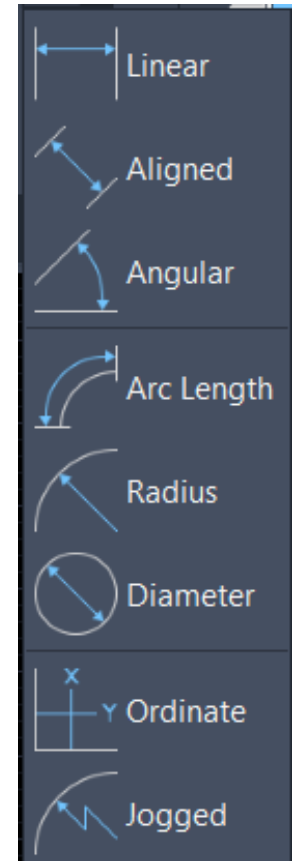 Linear
Aligned
Angular
Arc Length
Radius
Diameter
X
Y Ordinate
Jogged